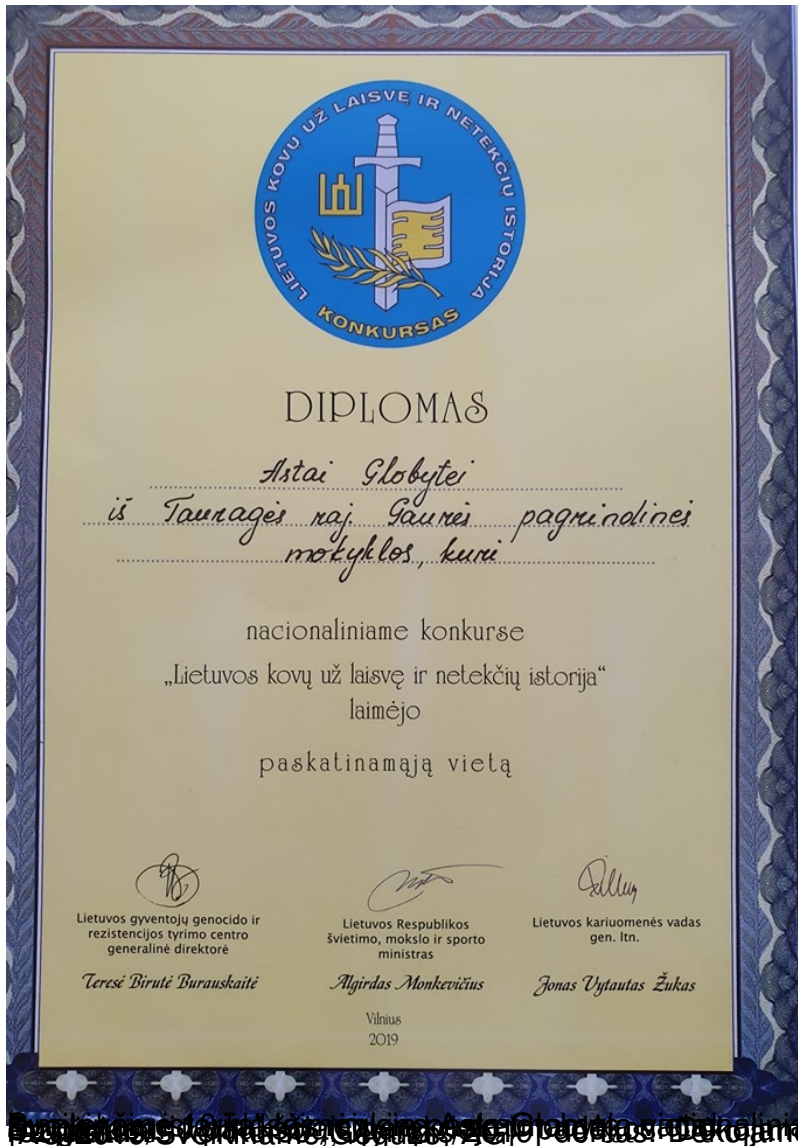 LIETUVOS KOVŲ UŽ LAISVĘ IR NETEKČIŲ ISTORIJA
KONKURSAS
DIPLOMAS
Astai Globytei
iš Tauragės raj. Gaurės pagrindinės
mokyklos, kuri
nacionaliniame konkurse
„Lietuvos kovų už laisvę ir netekčių istorija“
laimėjo
paskatinamąją vietą
Lietuvos gyventojų genocido ir
rezistencijos tyrimo centro
generalinė direktorė
Teresė Birutė Burauskaitė
Lietuvos Respublikos
švietimo, mokslo ir sporto
ministras
Algirdas Monkevičius
Lietuvos kariuomenės vadas
gen. ltn.
Jonas Vytautas Žukas
Vilnius
2019